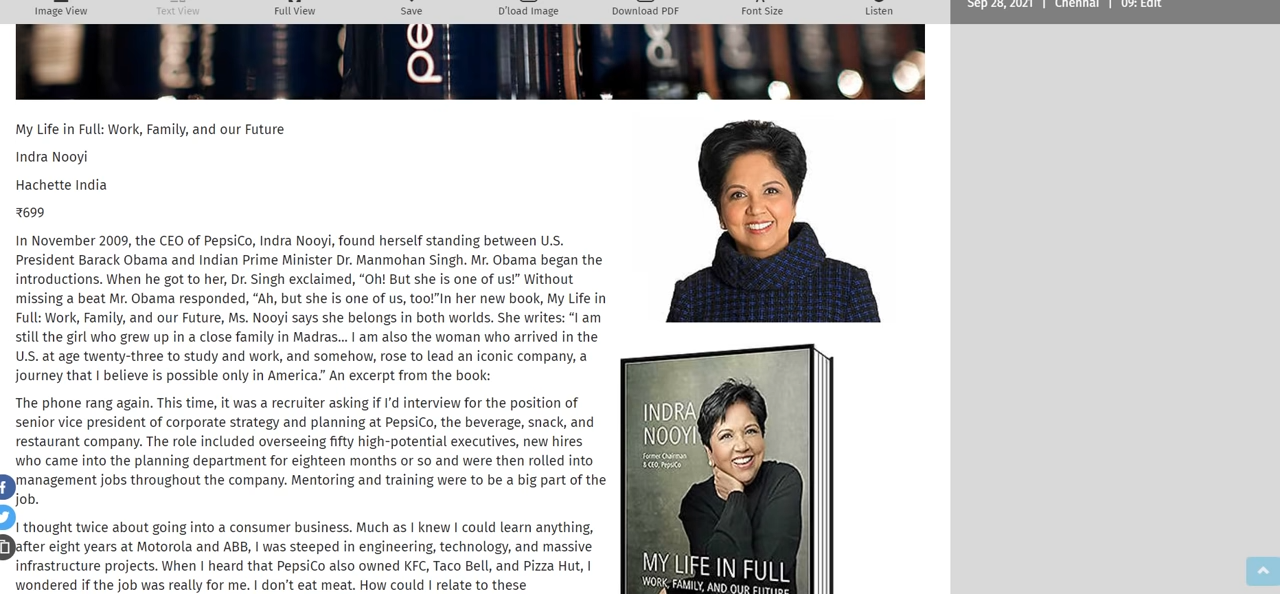 Image View
Text View
Full View
Save
D'load Image
Download PDF
Font Size
Listen
Sep 28, 2021 | Chennai | 09: Edit
pe
My Life in Full: Work, Family, and our Future
Indra Nooyi
Hachette India
₹699
In November 2009, the CEO of PepsiCo, Indra Nooyi, found herself standing between U.S.
President Barack Obama and Indian Prime Minister Dr. Manmohan Singh. Mr. Obama began the
introductions. When he got to her, Dr. Singh exclaimed, “Oh! But she is one of us!” Without
missing a beat Mr. Obama responded, “Ah, but she is one of us, too!”In her new book, My Life in
Full: Work, Family, and our Future, Ms. Nooyi says she belongs in both worlds. She writes: “I am
still the girl who grew up in a close family in Madras... I am also the woman who arrived in the
U.S. at age twenty-three to study and work, and somehow, rose to lead an iconic company, a
journey that I believe is possible only in America.” An excerpt from the book:
The phone rang again. This time, it was a recruiter asking if I’d interview for the position of
senior vice president of corporate strategy and planning at PepsiCo, the beverage, snack, and
restaurant company. The role included overseeing fifty high-potential executives, new hires
who came into the planning department for eighteen months or so and were then rolled into
management jobs throughout the company. Mentoring and training were to be a big part of the
job.
I thought twice about going into a consumer business. Much as I knew I could learn anything,
after eight years at Motorola and ABB, I was steeped in engineering, technology, and massive
infrastructure projects. When I heard that PepsiCo also owned KFC, Taco Bell, and Pizza Hut, I
wondered if the job was really for me. I don’t eat meat. How could I relate to these
INDRA
NOOYI
Former Chairman
& CEO, PepsiCo
MY LIFE IN FULL
WORK, FAMILY, AND OUR FUTURE